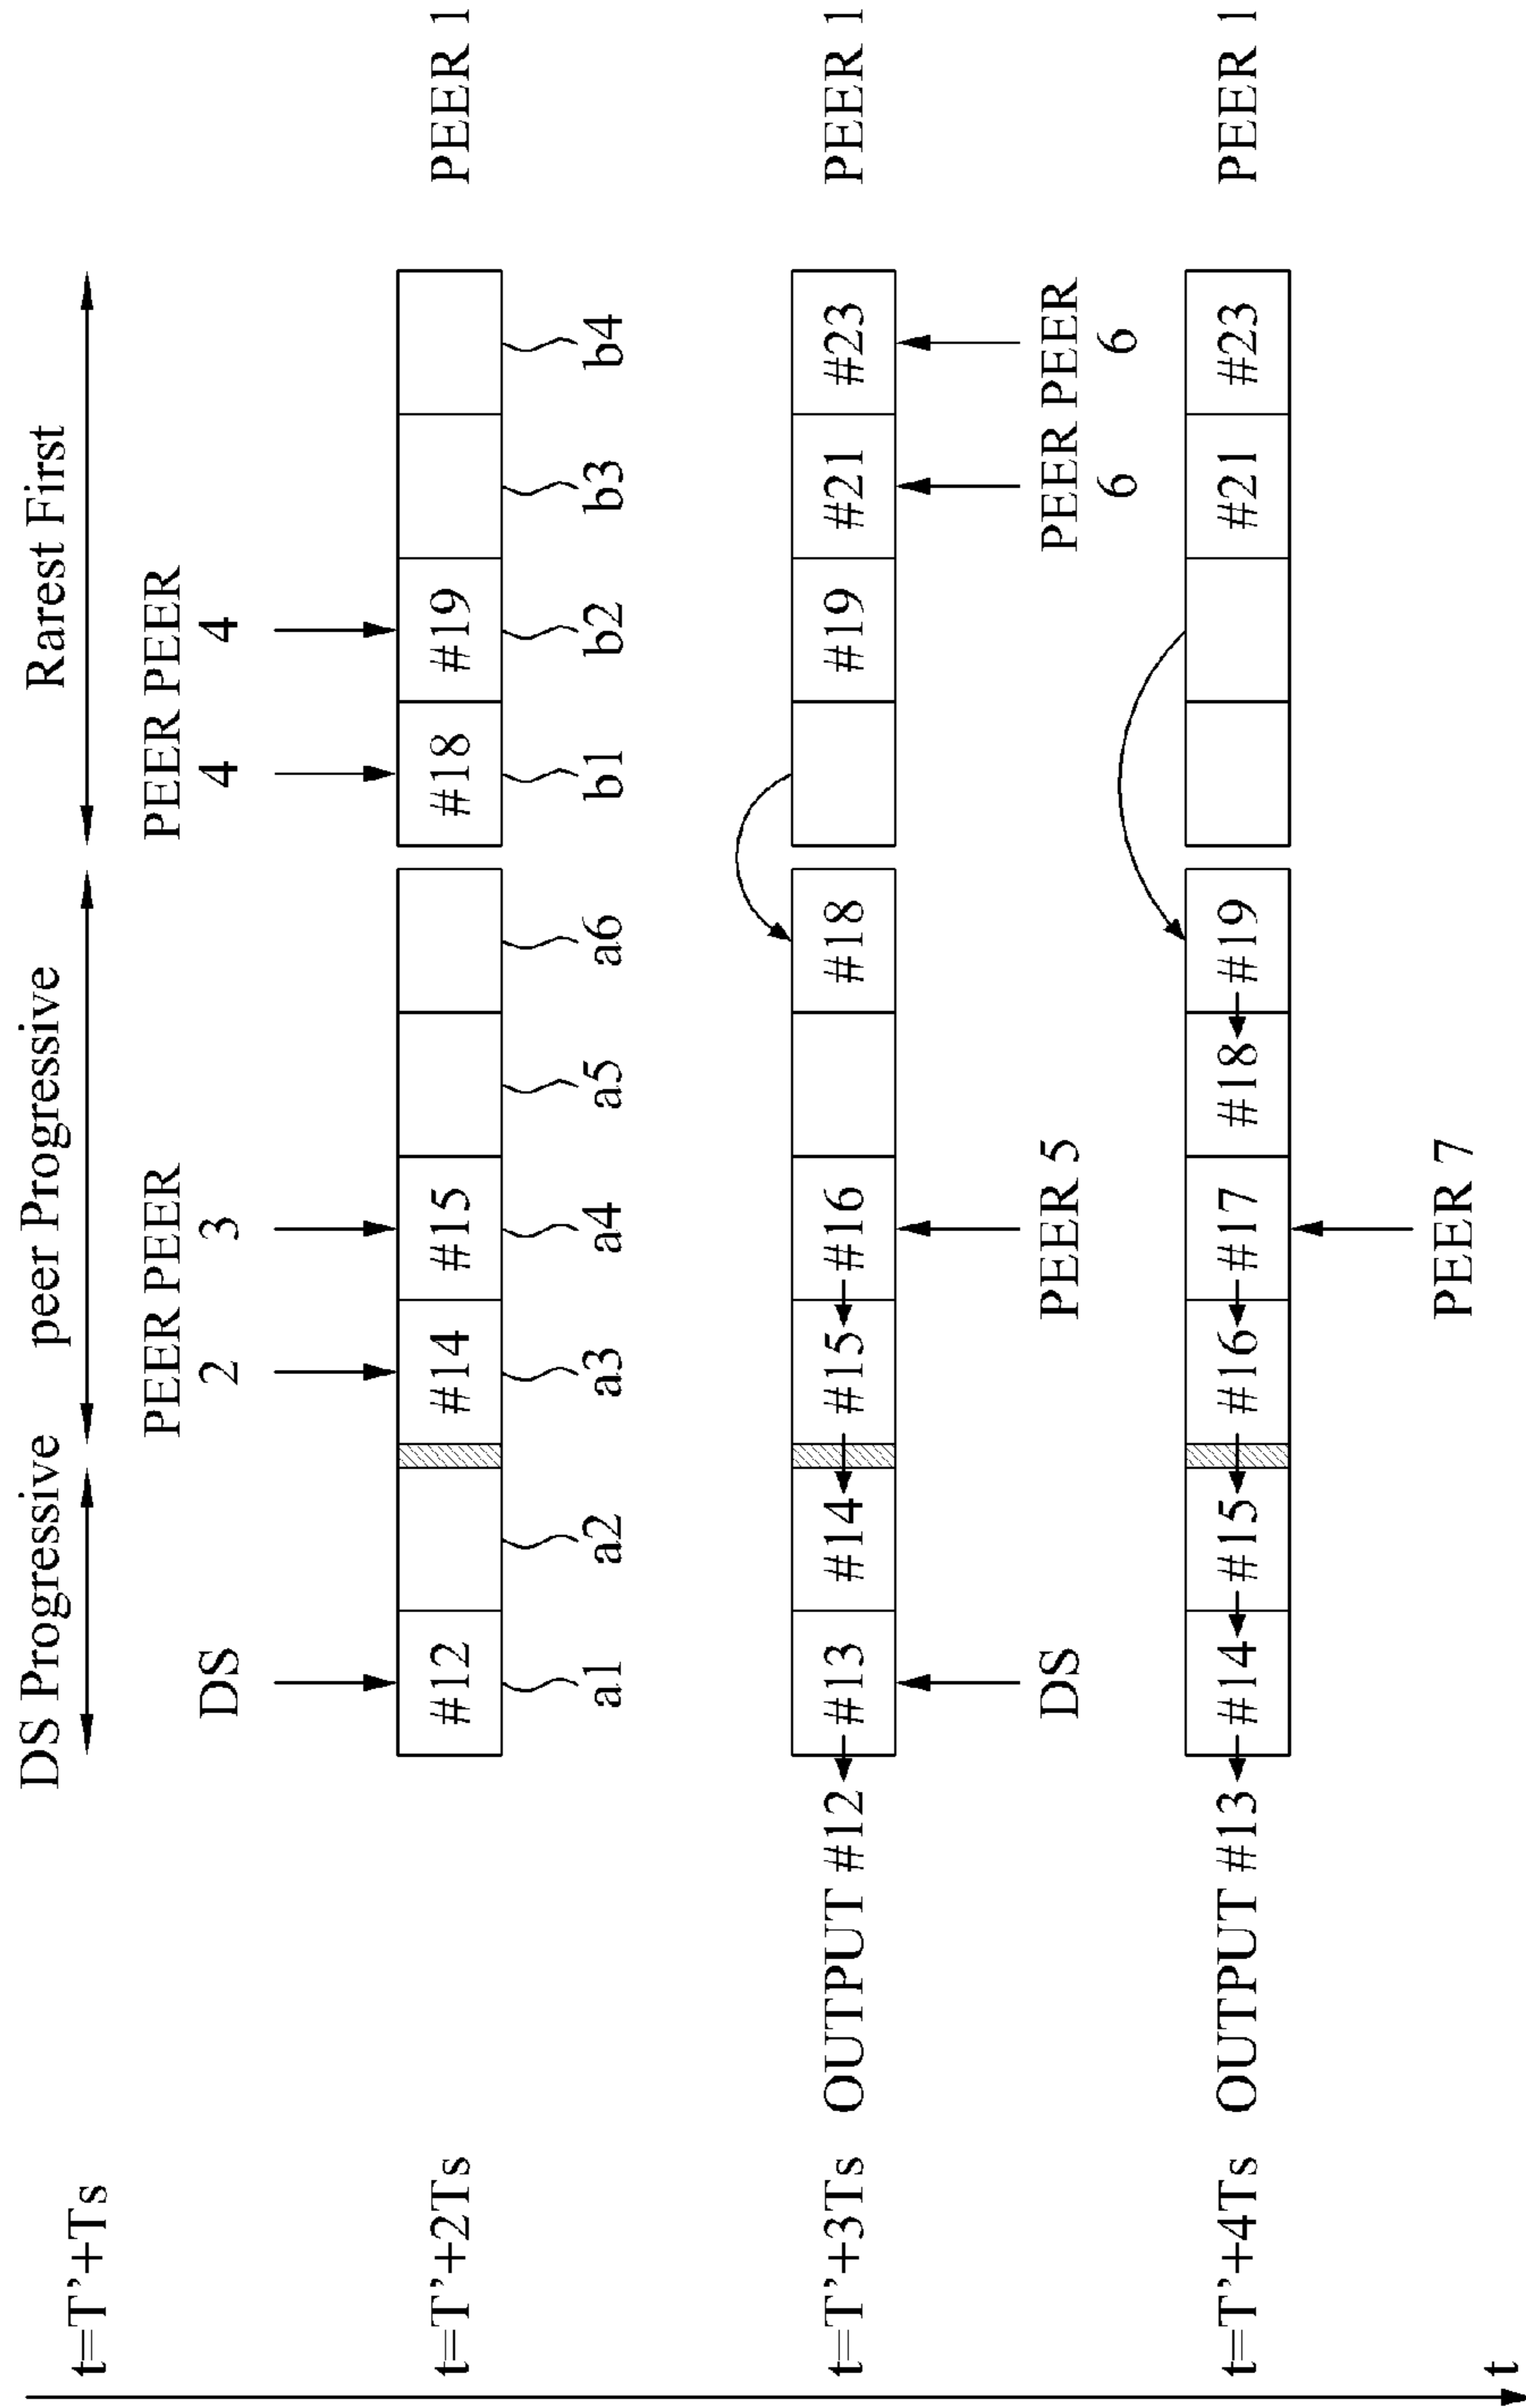 t=T’+Ts
DS Progressive
peer Progressive
Rarest First
DS
PEER PEER
2 3
PEER PEER
4 4
t=T’+2Ts
#12
#14
#15
#18
#19
PEER 1
a1
a2
a3
a4
a5
a6
b1
b2
b3
b4
t=T’+3Ts
OUTPUT #12
#13
#14
#15
#16
#18
#19
#21
#23
PEER 1
DS
PEER 5
PEER PEER
6 6
t=T’+4Ts
OUTPUT #13
#14
#15
#16
#17
#18
#19
#21
#23
PEER 1
PEER 7
t